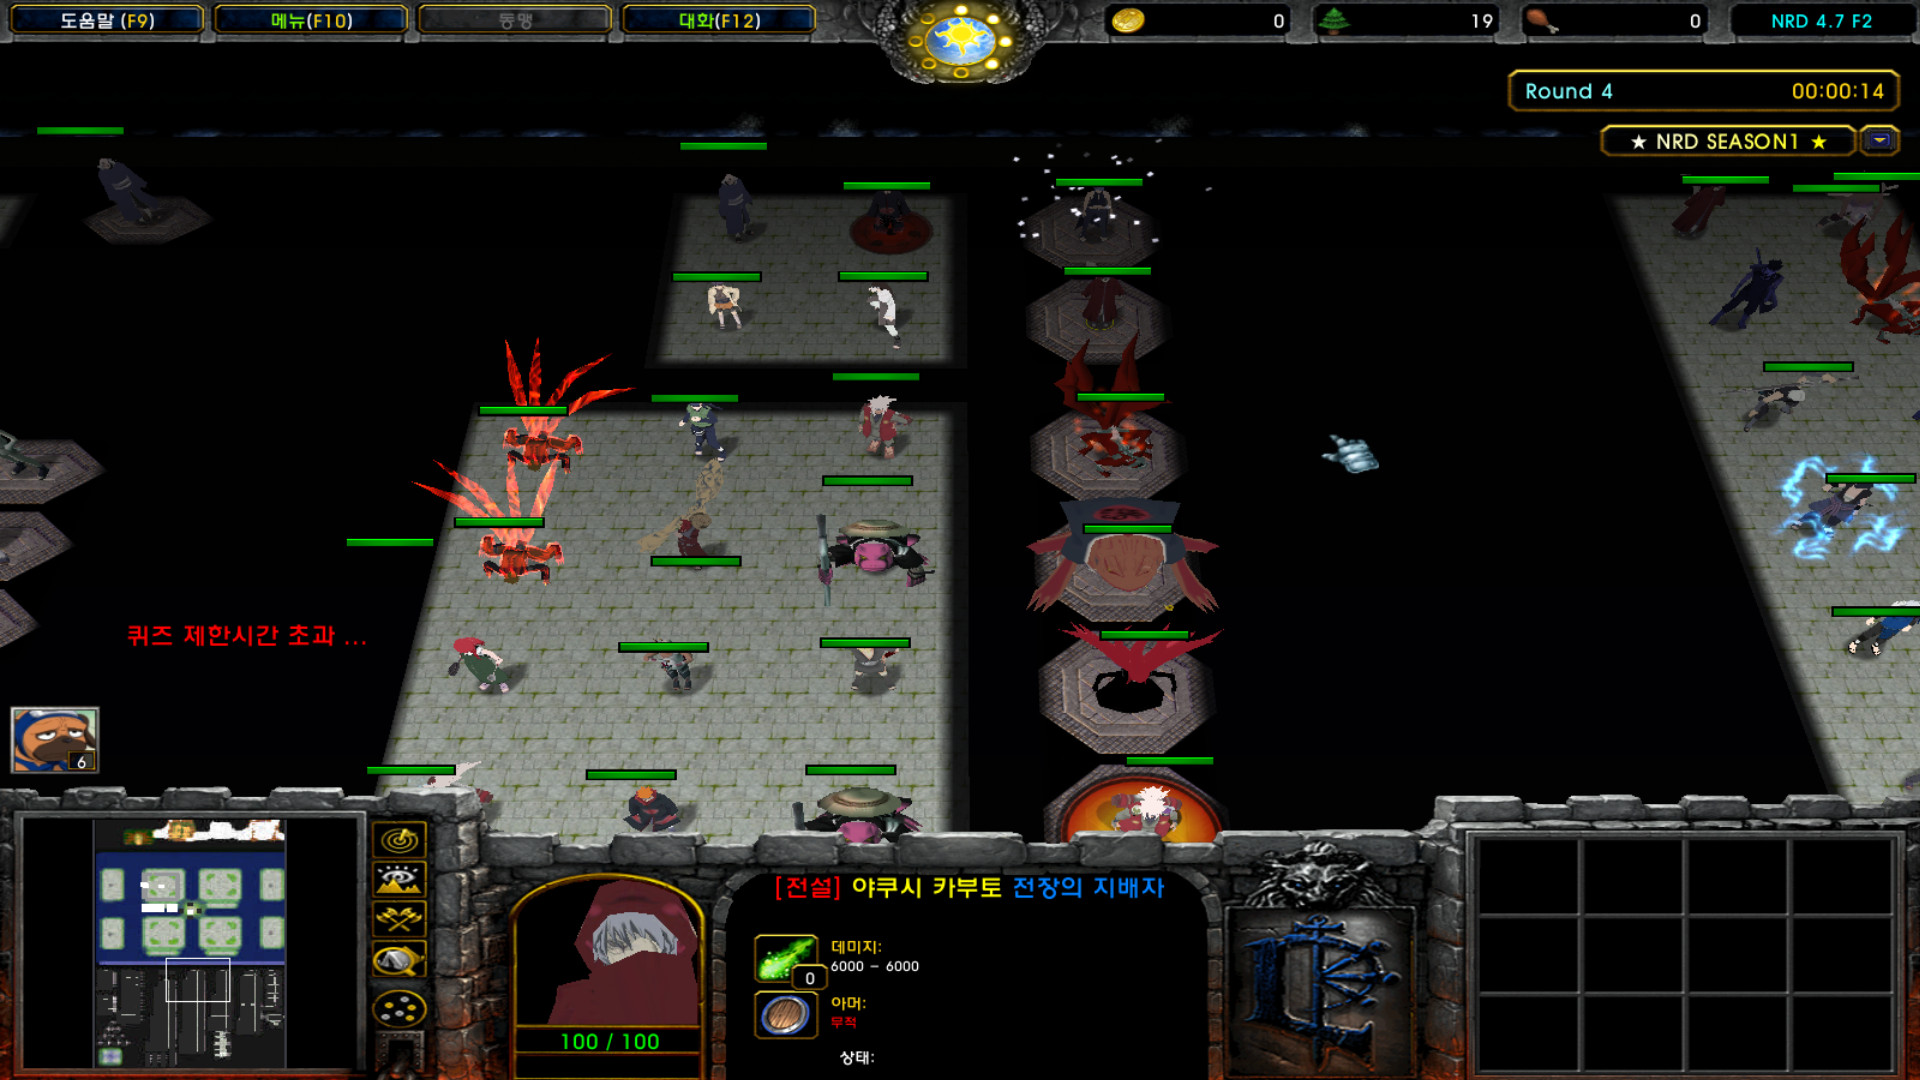 도움말 (F9)
메뉴(F10)
동맹
대화(F12)
0
19
0
NRD 4.7 F2
Round 4
00:00:14
★ NRD SEASON1 ★
퀴즈 제한시간 초과 ...
6
[전설] 야쿠시 카부토 전장의 지배자
데미지:
6000 - 6000
0
아머:
무적
상태:
100 / 100